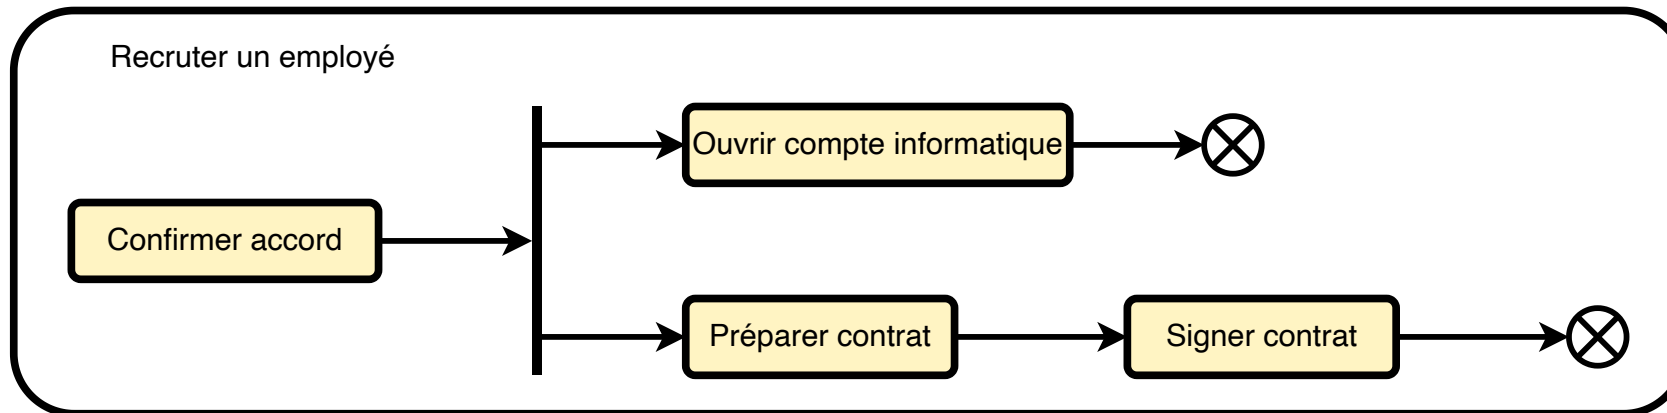 Recruter un employé
Ouvrir compte informatique
Confirmer accord
Préparer contrat
Signer contrat